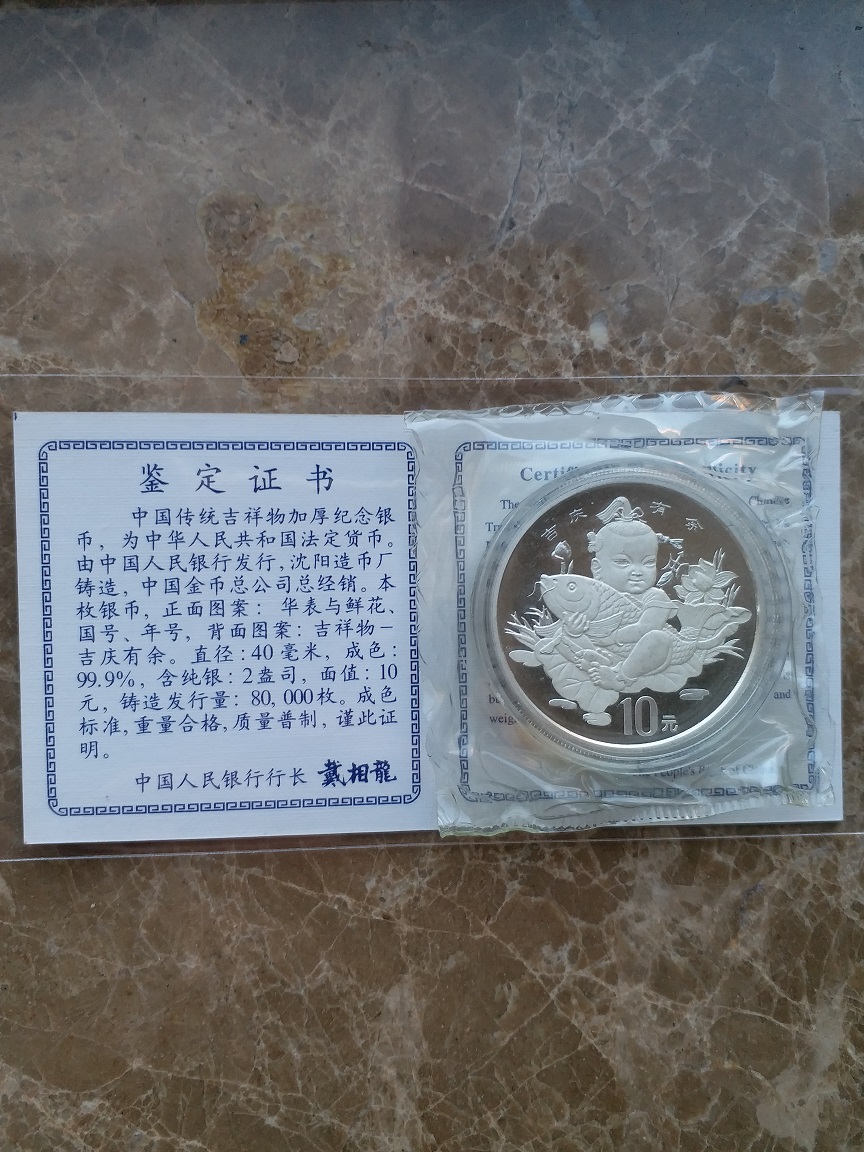 鉴定证书
中国传统吉祥物加厚纪念银
币，为中华人民共和国法定货币。
由中国人民银行发行，沈阳造币厂
铸造，中国金币总公司总经销。本
枚银币，正面图案：华表与鲜花、
国号、年号，背面图案：吉祥物－
吉庆有余。直径：40毫米，成色：
99.9%，含纯银：2盎司，面值：10
元，铸造发行量：80,000枚。成色
标准，重量合格，质量普制，谨此证
明。
中国人民银行行长 戴相龍
The
Chinese
and
吉庆有余
10元